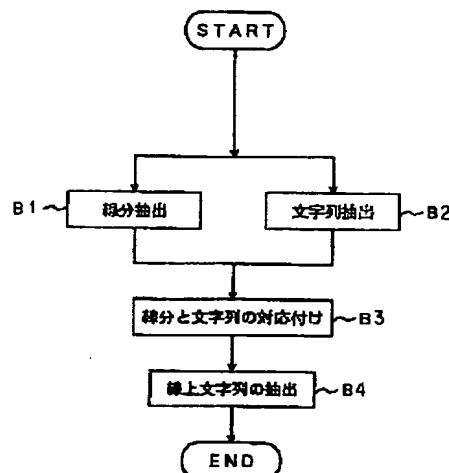 START
B1 線分抽出
文字列抽出 B2
線分と文字列の対応付け B3
線上文字列の抽出 B4
END